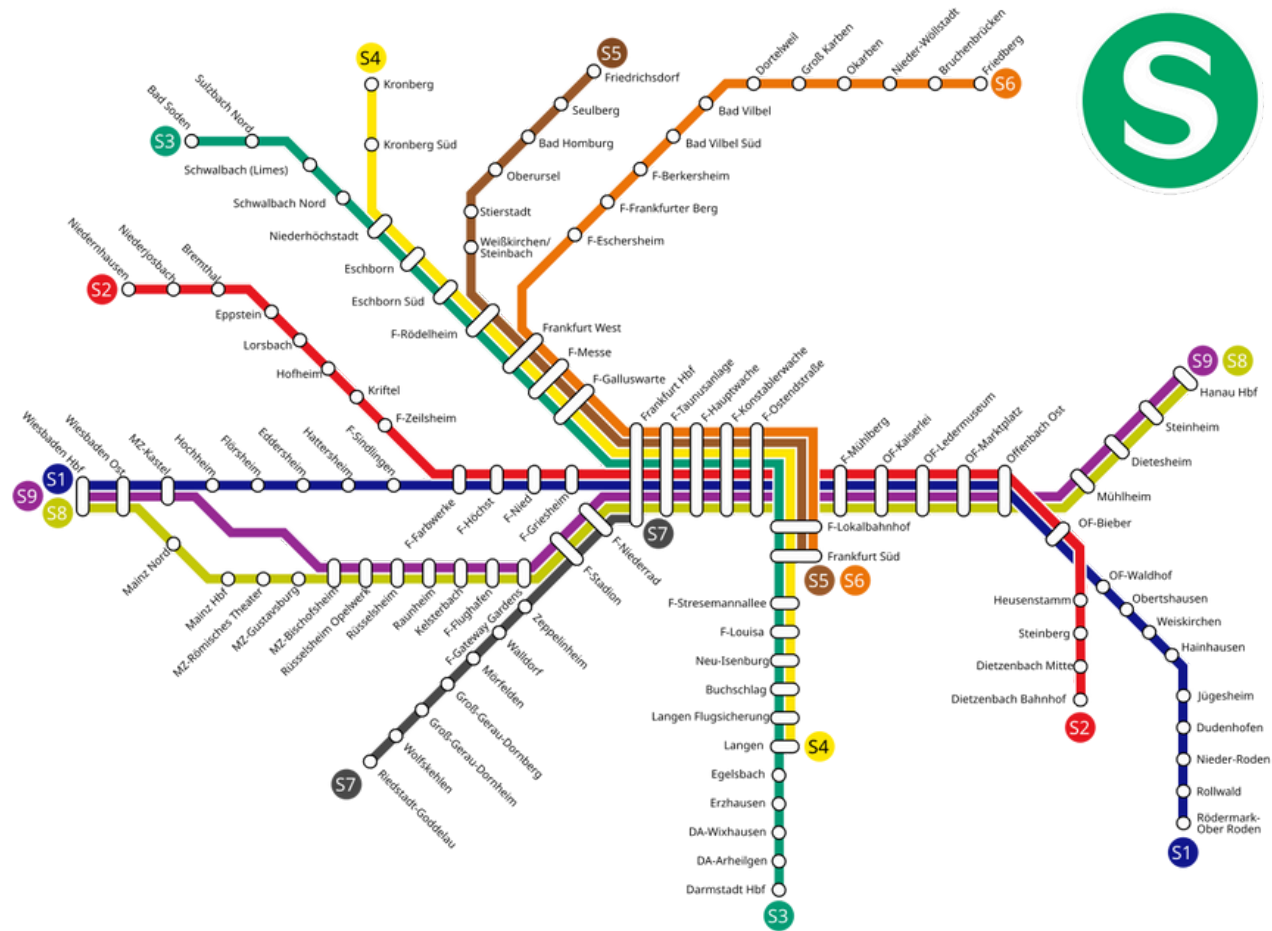 S
S4
Kronberg
Kronberg Süd
S5
Friedrichsdorf
Seulberg
Bad Homburg
Oberursel
Stierstadt
Weißkirchen/
Steinbach
Dortelweil
Groß Karben
Okarben
Nieder-Wöllstadt
Bruchenbrücken
Friedberg
S6
Bad Vilbel
Bad Vilbel Süd
F-Berkersheim
F-Frankfurter Berg
F-Eschersheim
S3
Bad Soden
Sulzbach Nord
Schwalbach (Limes)
Schwalbach Nord
Niederhöchstadt
Eschborn
Eschborn Süd
F-Rödelheim
Frankfurt West
F-Messe
F-Galluswarte
S2
Niedernhausen
Niederjosbach
Bremthal
Eppstein
Lorsbach
Hofheim
Kriftel
F-Zeilsheim
S9
S1
S8
Wiesbaden Hbf
Wiesbaden Ost
MZ-Kastel
Hochheim
Flörsheim
Eddersheim
Hattersheim
F-Sindlingen
F-Farbwerke
F-Höchst
F-Nied
F-Griesheim
Frankfurt Hbf
F-Taunusanlage
F-Hauptwache
F-Konstablerwache
F-Ostendstraße
F-Mühlberg
OF-Kaiserlei
OF-Ledermuseum
OF-Marktplatz
Offenbach Ost
S9
S8
Hanau Hbf
Steinheim
Dietesheim
Mühlheim
OF-Bieber
OF-Waldhof
Obertshausen
Weiskirchen
Hainhausen
Jügesheim
Dudenhofen
Nieder-Roden
Rollwald
Rödermark-
Ober Roden
S1
Heusenstamm
Steinberg
Dietzenbach Mitte
Dietzenbach Bahnhof
S2
Mainz Nord
Mainz Hbf
MZ-Römisches Theater
MZ-Gustavsburg
MZ-Bischofsheim
Rüsselsheim Opelwerk
Rüsselsheim
Raunheim
Kelsterbach
F-Flughafen
F-Gateway Gardens
F-Niederrad
F-Stadion
S7
Zeppelinheim
Walldorf
Mörfelden
Groß-Gerau-Dornberg
Groß-Gerau-Dornheim
Wolfskehlen
Riedstadt-Goddelau
S7
F-Lokalbahnhof
Frankfurt Süd
S5
S6
F-Stresemannallee
F-Louisa
Neu-Isenburg
Buchschlag
Langen Flugsicherung
Langen
S4
Egelsbach
Erzhausen
DA-Wixhausen
DA-Arheilgen
Darmstadt Hbf
S3